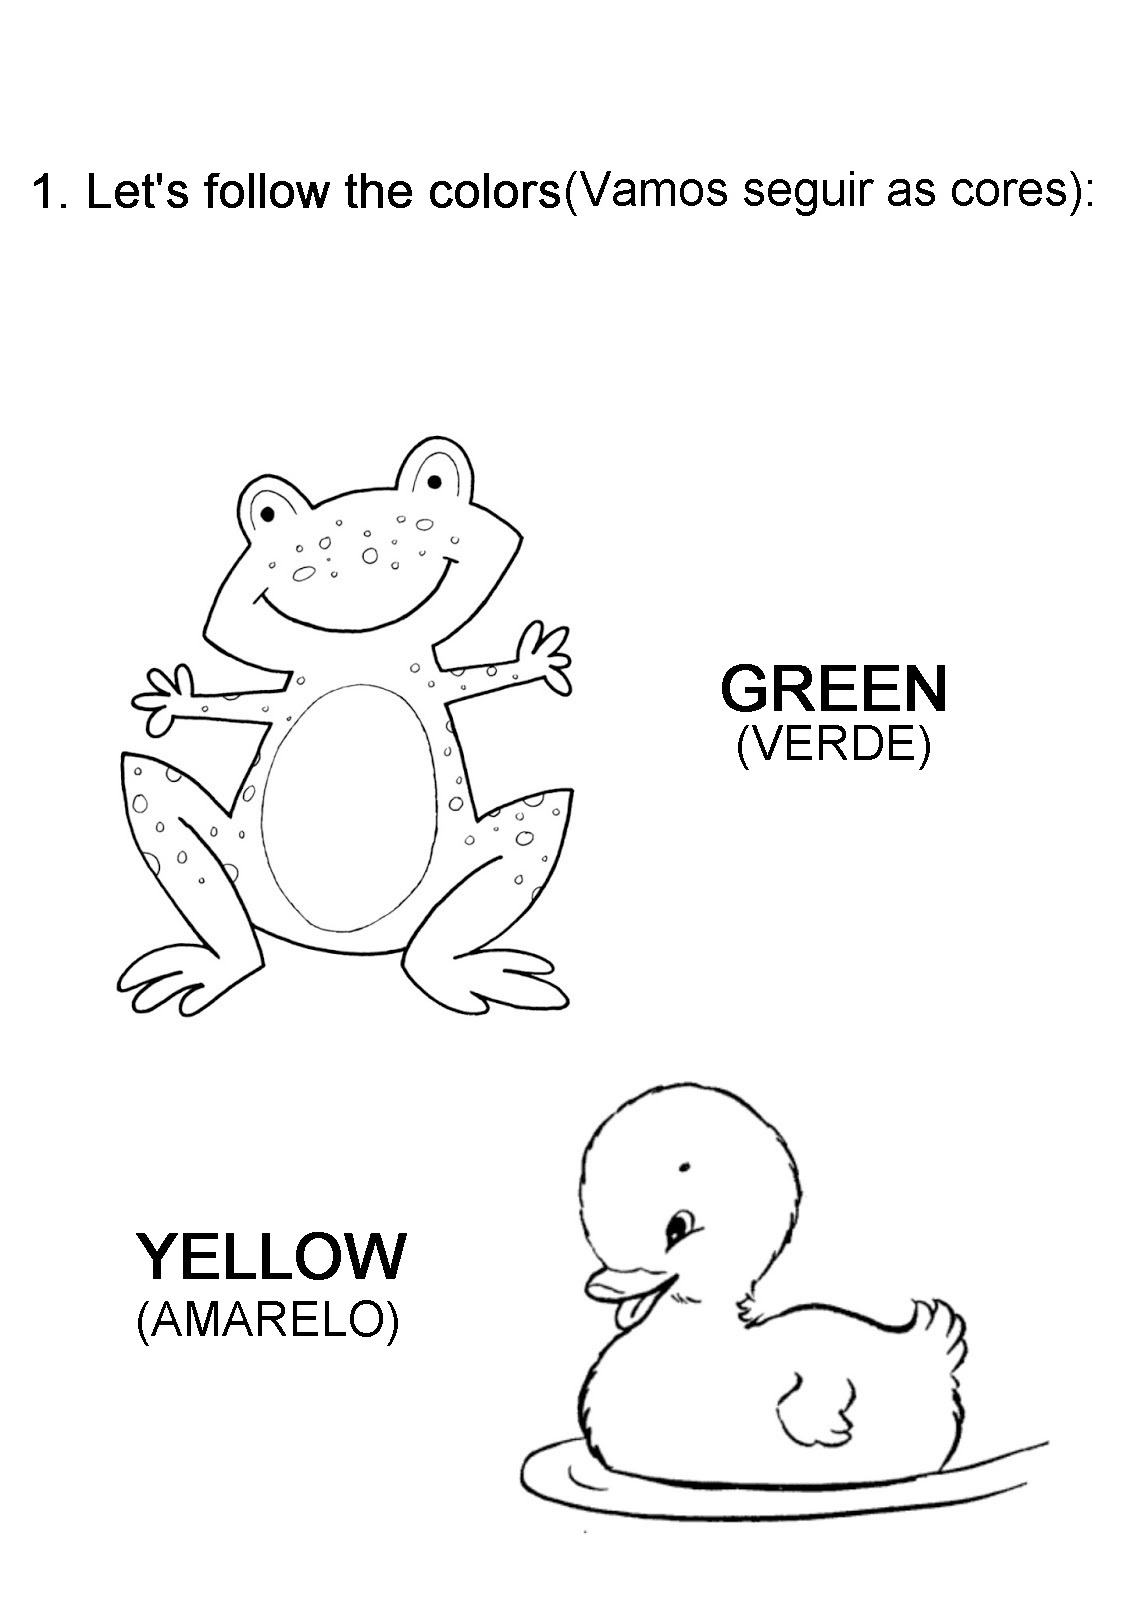 1. Let's follow the colors(Vamos seguir as cores):
GREEN
(VERDE)
YELLOW
(AMARELO)